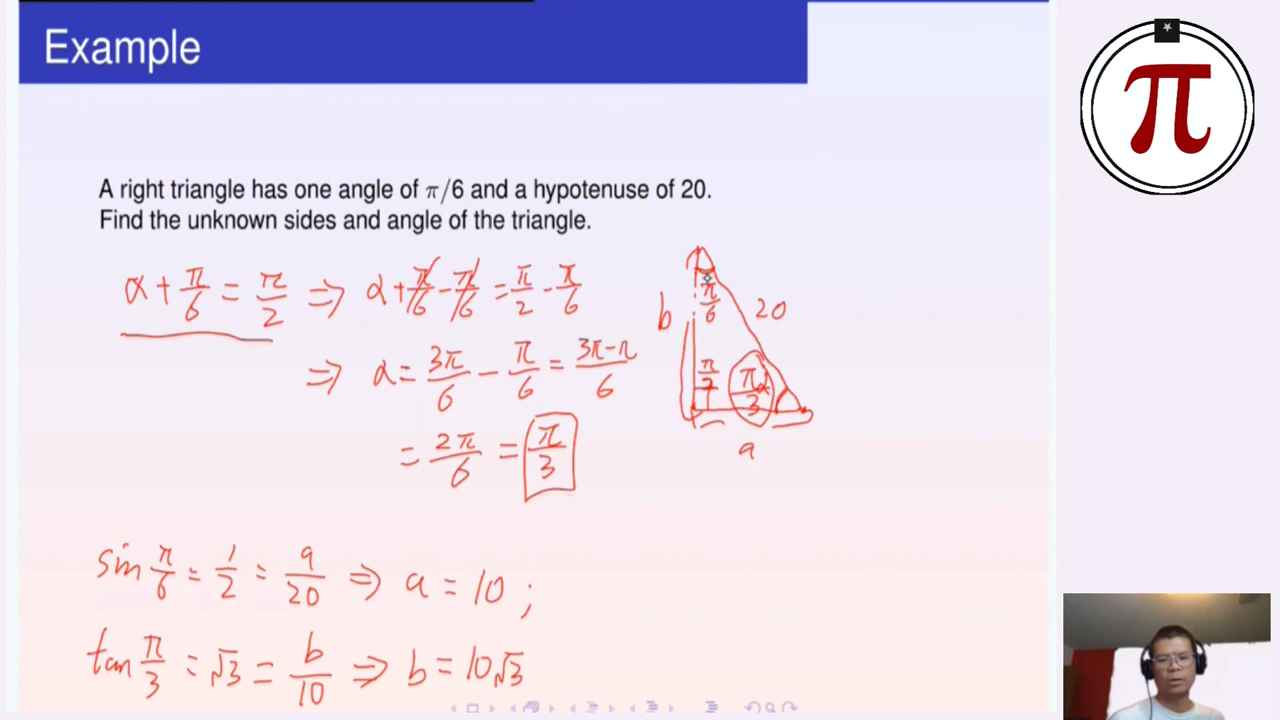 Example
A right triangle has one angle of π/6 and a hypotenuse of 20.
Find the unknown sides and angle of the triangle.
α + π/6 = π/2 ⇒ α + π/6 - π/6 = π/2 - π/6
⇒ α = 3π/6 - π/6 = (3π-π)/6
= 2π/6 = π/3
b
π/6
20
π/3
a
sin π/6 = 1/2 = a/20 ⇒ a = 10 ;
tan π/3 = √3 = b/10 ⇒ b = 10√3
π